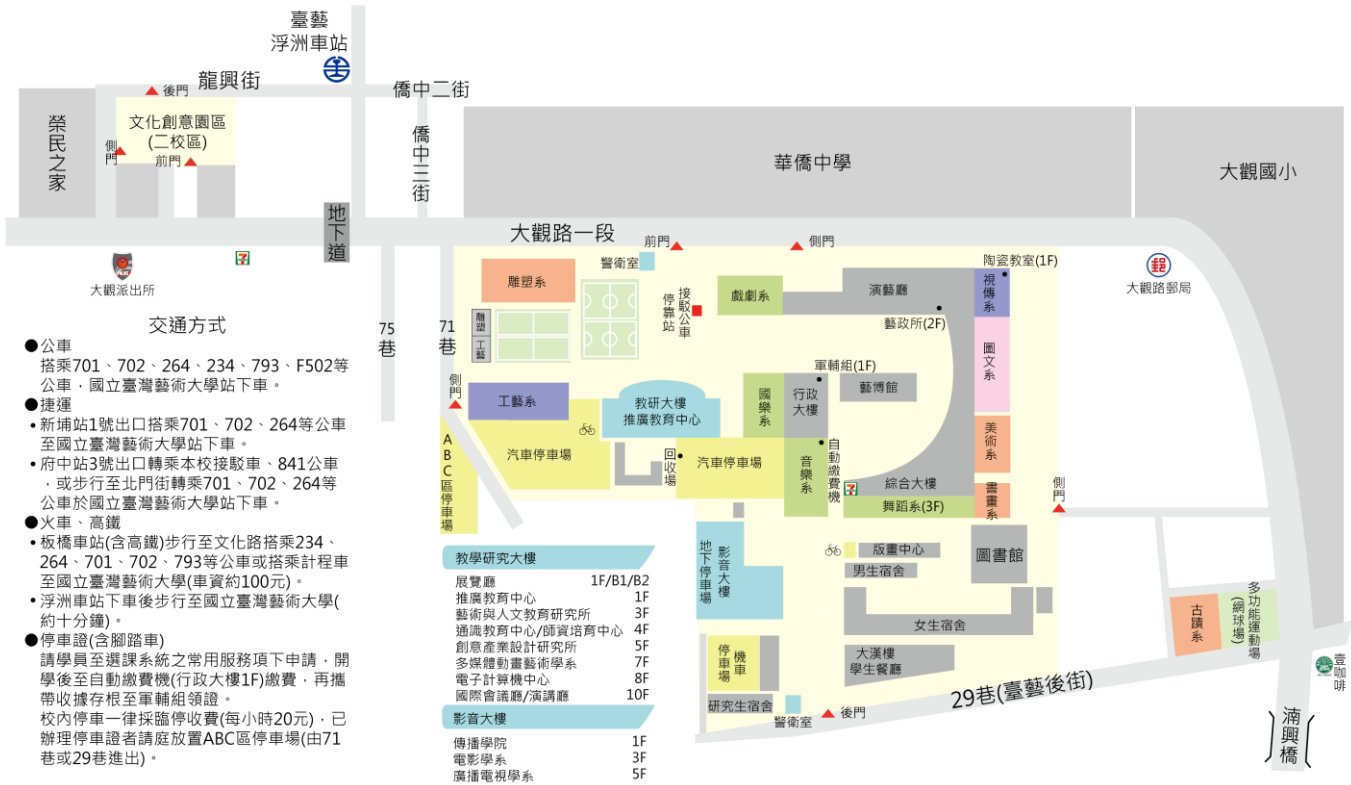 臺藝
浮洲車站
龍興街
後門
僑中二街
榮民之家
文化創意園區
(二校區)
側門
前門
僑中三街
華僑中學
大觀國小
地下道
大觀路一段
前門
側門
警衛室
大觀派出所
7
雕塑系
接駁公車
停靠站
戲劇系
演藝廳
陶瓷教室(1F)
視傳系
郵
大觀路郵局
藝政所(2F)
75巷
71巷
雕塑
工藝
圖文系
軍輔組(1F)
側門
工藝系
教研大樓
推廣教育中心
國樂系
行政
大樓
藝博館
美術系
ABC區停車場
汽車停車場
回收場
汽車停車場
音樂系
自動繳費機
7
綜合大樓
舞蹈系(3F)
書畫系
側門
影音大樓
地下停車場
版畫中心
男生宿舍
圖書館
女生宿舍
古蹟系
多功能運動場
(網球場)
機車
停車場
大漢樓
學生餐廳
研究生宿舍
警衛室
後門
29巷(臺藝後街)
壹咖啡
湳興橋
交通方式
●公車
搭乘701、702、264、234、793、F502等
公車，國立臺灣藝術大學站下車。
●捷運
•新埔站1號出口搭乘701、702、264等公車
至國立臺灣藝術大學站下車。
•府中站3號出口轉乘本校接駁車、841公車
，或步行至北門街轉乘701、702、264等
公車於國立臺灣藝術大學站下車。
●火車、高鐵
•板橋車站(含高鐵)步行至文化路搭乘234、
264、701、702、793等公車或搭乘計程車
至國立臺灣藝術大學(車資約100元)。
•浮洲車站下車後步行至國立臺灣藝術大學(
約十分鐘)。
●停車證(含腳踏車)
請學員至選課系統之常用服務項下申請，開
學後至自動繳費機(行政大樓1F)繳費，再攜
帶收據存根至軍輔組領證。
校內停車一律採臨停收費(每小時20元)，已
辦理停車證者請庭放置ABC區停車場(由71
巷或29巷進出)。
教學研究大樓
展覽廳 1F/B1/B2
推廣教育中心 1F
藝術與人文教育研究所 3F
通識教育中心/師資培育中心 4F
創意產業設計研究所 5F
多媒體動畫藝術學系 7F
電子計算機中心 8F
國際會議廳/演講廳 10F
影音大樓
傳播學院 1F
電影學系 3F
廣播電視學系 5F